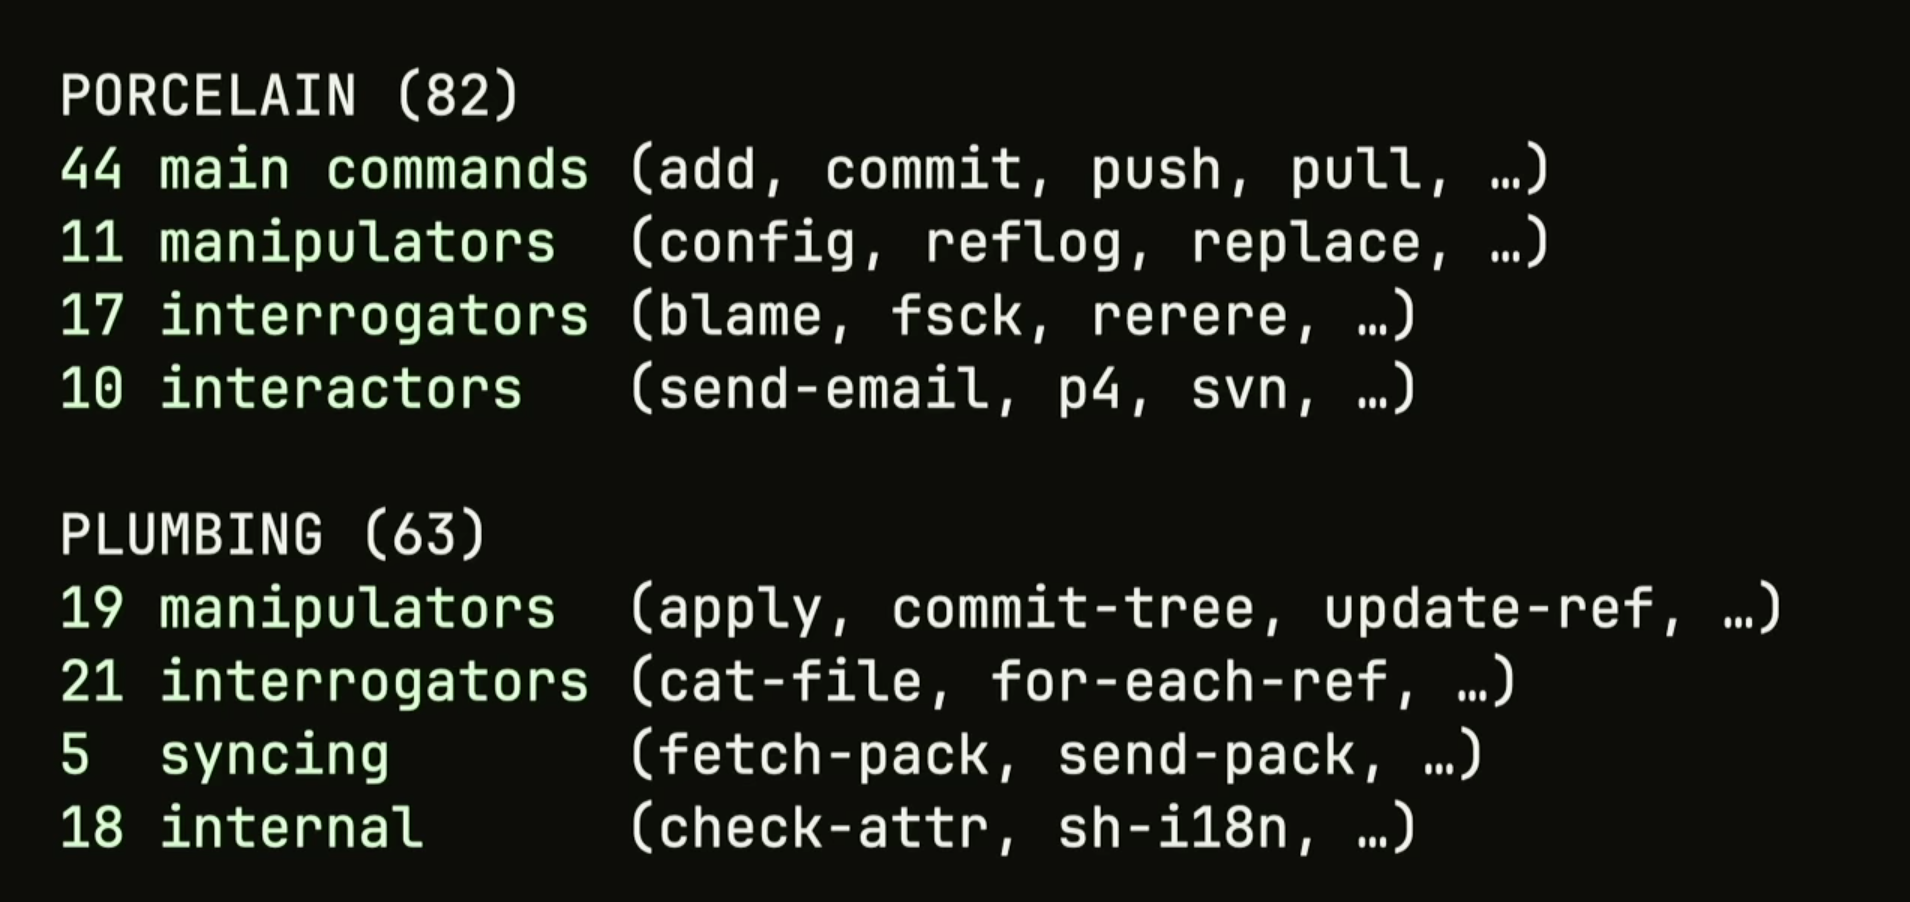 PORCELAIN (82)
44 main commands (add, commit, push, pull, …)
11 manipulators (config, reflog, replace, …)
17 interrogators (blame, fsck, rerere, …)
10 interactors (send-email, p4, svn, …)
PLUMBING (63)
19 manipulators (apply, commit-tree, update-ref, …)
21 interrogators (cat-file, for-each-ref, …)
5 syncing (fetch-pack, send-pack, …)
18 internal (check-attr, sh-i18n, …)